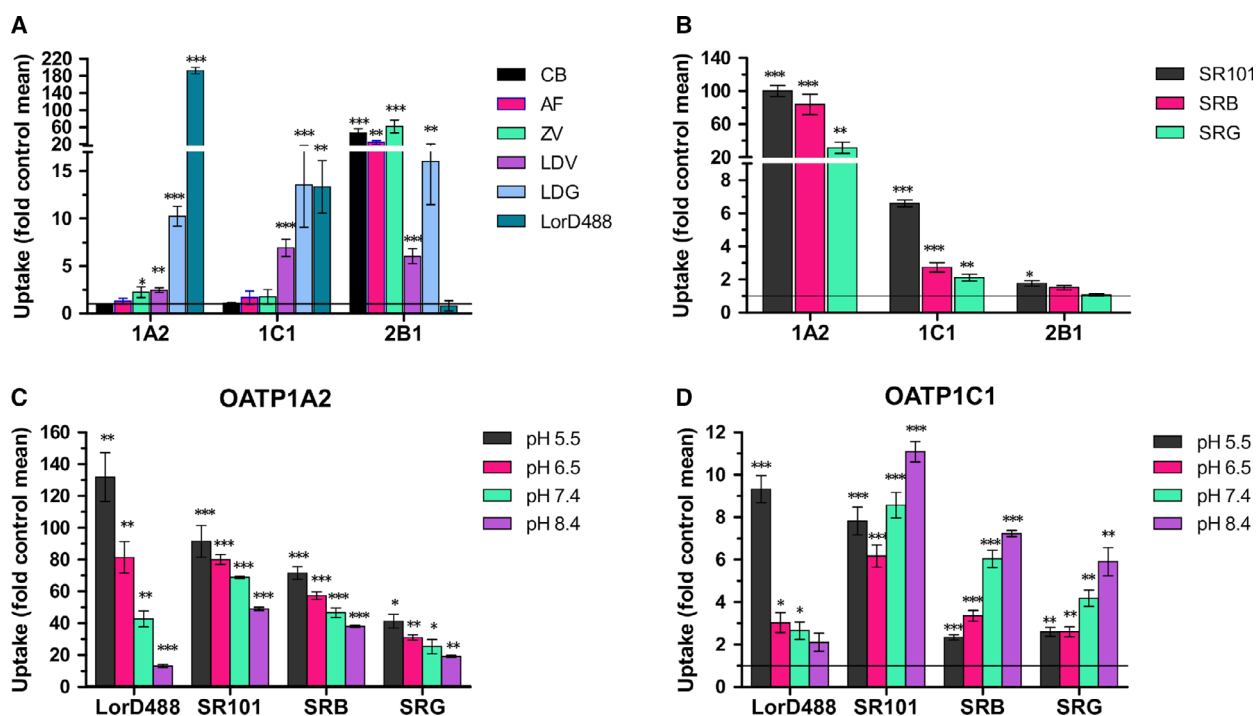 A
Uptake (fold control mean)
220
180
140
100
60
20
15
10
5
0
***
*
**
***
***
***
**
***
**
***
***
**
1A2
1C1
2B1
CB
AF
ZV
LDV
LDG
LorD488
B
Uptake (fold control mean)
140
120
100
80
60
40
20
8
6
4
2
0
***
***
**
***
***
**
*
1A2
1C1
2B1
SR101
SRB
SRG
C
OATP1A2
Uptake (fold control mean)
160
140
120
100
80
60
40
20
0
**
**
**
***
***
***
***
***
***
***
***
***
*
**
*
**
LorD488
SR101
SRB
SRG
pH 5.5
pH 6.5
pH 7.4
pH 8.4
D
OATP1C1
Uptake (fold control mean)
12
10
8
6
4
2
0
***
*
*
***
***
***
***
***
***
***
***
**
**
**
**
LorD488
SR101
SRB
SRG
pH 5.5
pH 6.5
pH 7.4
pH 8.4